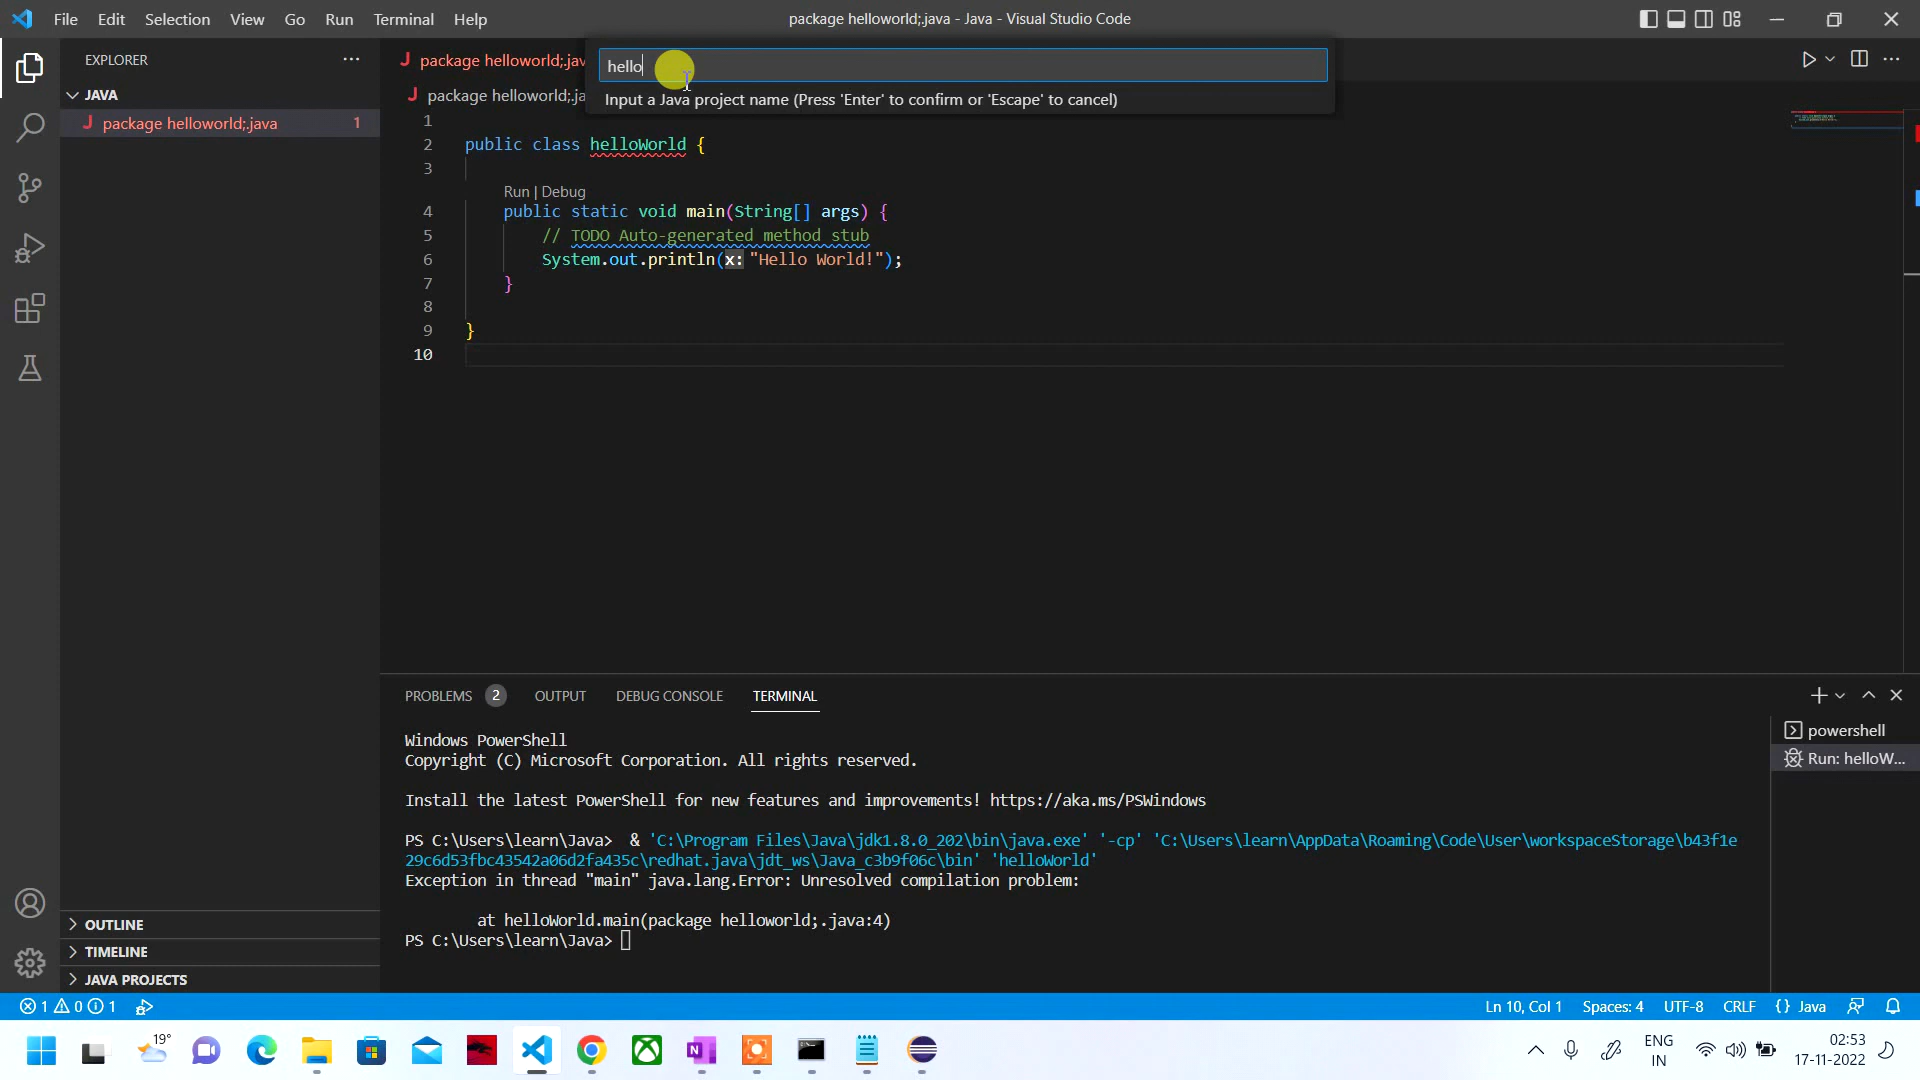 File Edit Selection View Go Run Terminal Help
package helloworld;.java - Java - Visual Studio Code
EXPLORER
JAVA
package helloworld;.java 1
OUTLINE
TIMELINE
JAVA PROJECTS
package helloworld;.jav
hello
Input a Java project name (Press 'Enter' to confirm or 'Escape' to cancel)
package helloworld;.ja
1
2 public class helloWorld {
3
Run | Debug
4 public static void main(String[] args) {
5 // TODO Auto-generated method stub
6 System.out.println(x: "Hello World!");
7 }
8
9 }
10
PROBLEMS 2 OUTPUT DEBUG CONSOLE TERMINAL
Windows PowerShell
Copyright (C) Microsoft Corporation. All rights reserved.
Install the latest PowerShell for new features and improvements! https://aka.ms/PSWindows
PS C:\Users\learn\Java> & 'C:\Program Files\Java\jdk1.8.0_202\bin\java.exe' '-cp' 'C:\Users\learn\AppData\Roaming\Code\User\workspaceStorage\b43f1e
29c6d53fbc43542a06d2fa435c\redhat.java\jdt_ws\Java_c3b9f06c\bin' 'helloWorld'
Exception in thread "main" java.lang.Error: Unresolved compilation problem:
at helloWorld.main(package helloworld;.java:4)
PS C:\Users\learn\Java>
powershell
Run: helloW...
1 0 1
Ln 10, Col 1 Spaces: 4 UTF-8 CRLF {} Java
19°
ENG
IN
02:53
17-11-2022